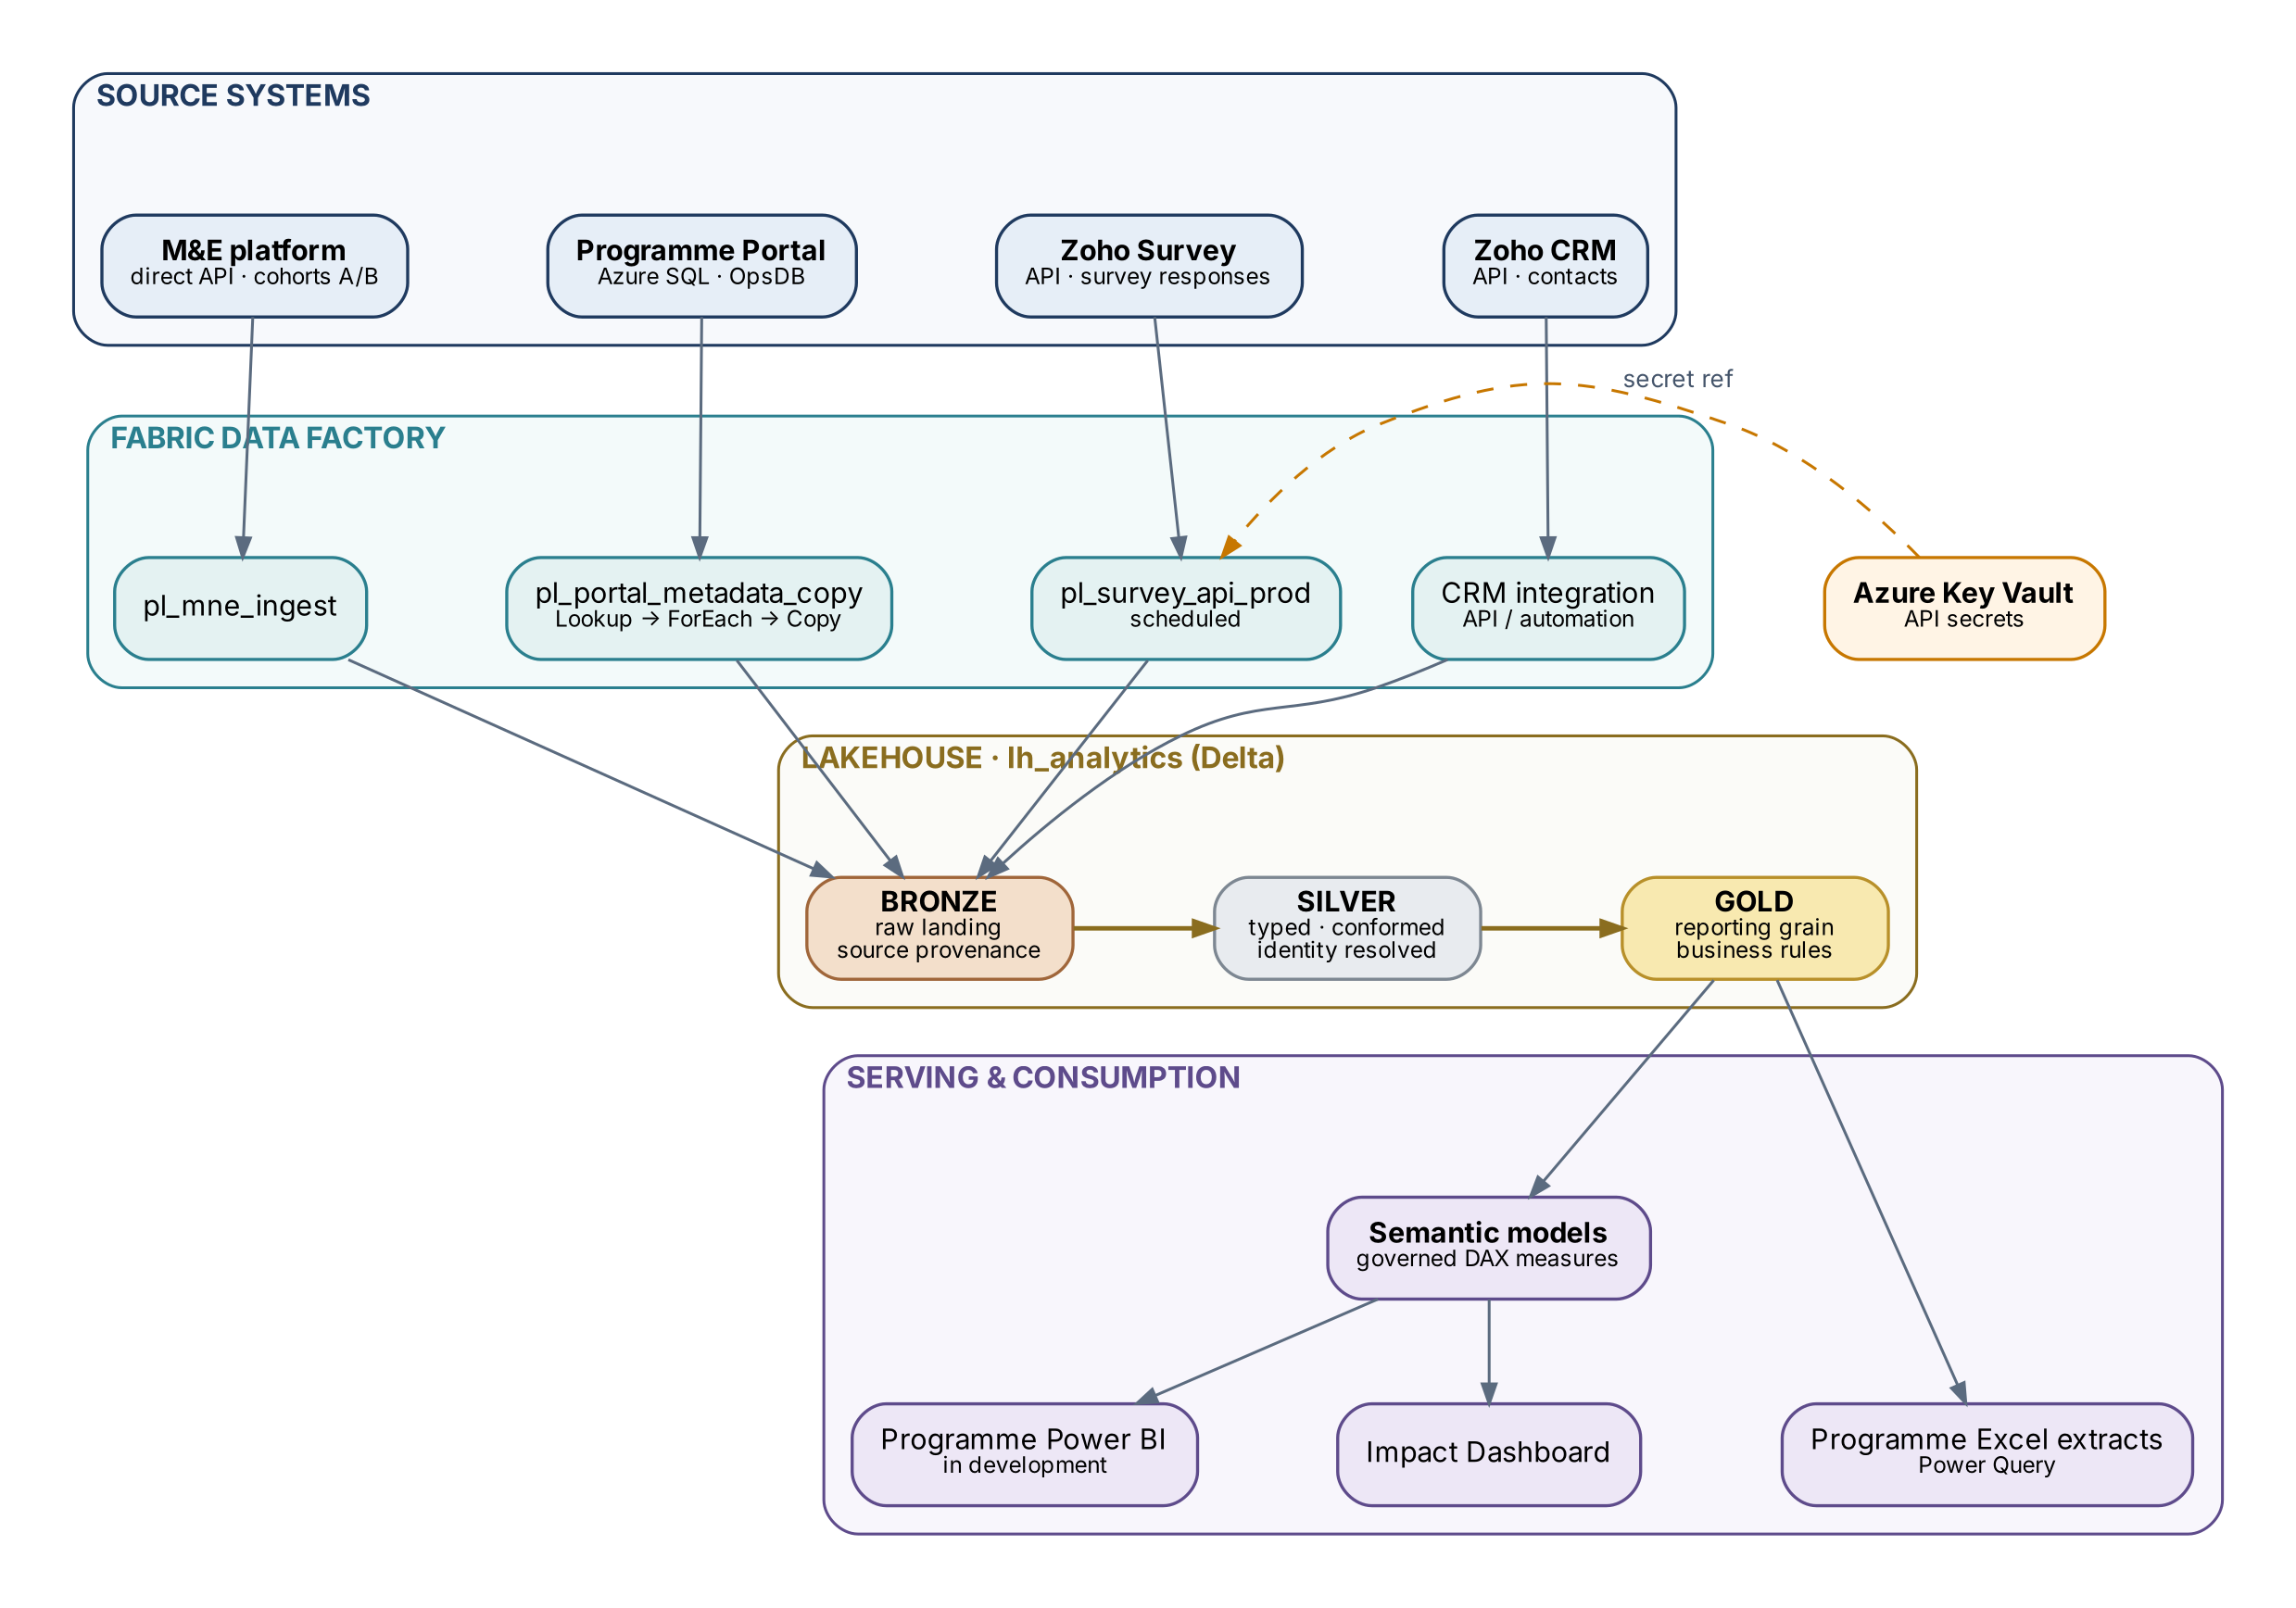 SOURCE SYSTEMS
M&E platform
direct API · cohorts A/B
Programme Portal
Azure SQL · OpsDB
Zoho Survey
API · survey responses
Zoho CRM
API · contacts
secret ref
FABRIC DATA FACTORY
pl_mne_ingest
pl_portal_metadata_copy
Lookup → ForEach → Copy
pl_survey_api_prod
scheduled
CRM integration
API / automation
Azure Key Vault
API secrets
LAKEHOUSE · lh_analytics (Delta)
BRONZE
raw landing
source provenance
SILVER
typed · conformed
identity resolved
GOLD
reporting grain
business rules
SERVING & CONSUMPTION
Semantic models
governed DAX measures
Programme Power BI
in development
Impact Dashboard
Programme Excel extracts
Power Query